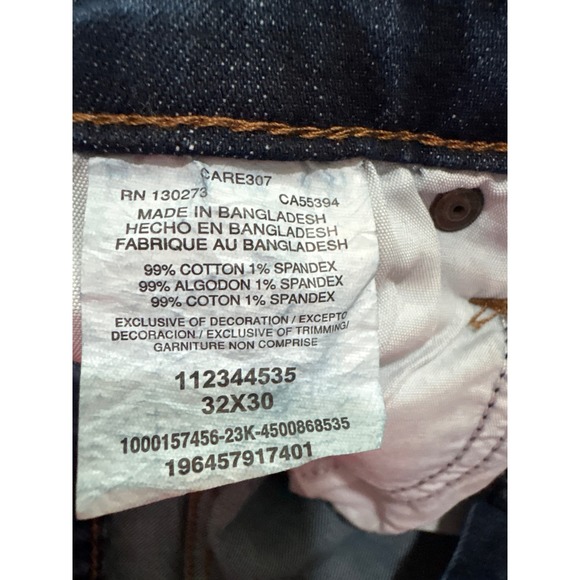 CARE307
RN 130273 CA55394
MADE IN BANGLADESH
HECHO EN BANGLADESH
FABRIQUE AU BANGLADESH
99% COTTON 1% SPANDEX
99% ALGODON 1% SPANDEX
99% COTON 1% SPANDEX
EXCLUSIVE OF DECORATION / EXCEPTO
DECORACION / EXCLUSIVE OF TRIMMING/
GARNITURE NON COMPRISE
112344535
32X30
1000157456-23K-4500868535
196457917401